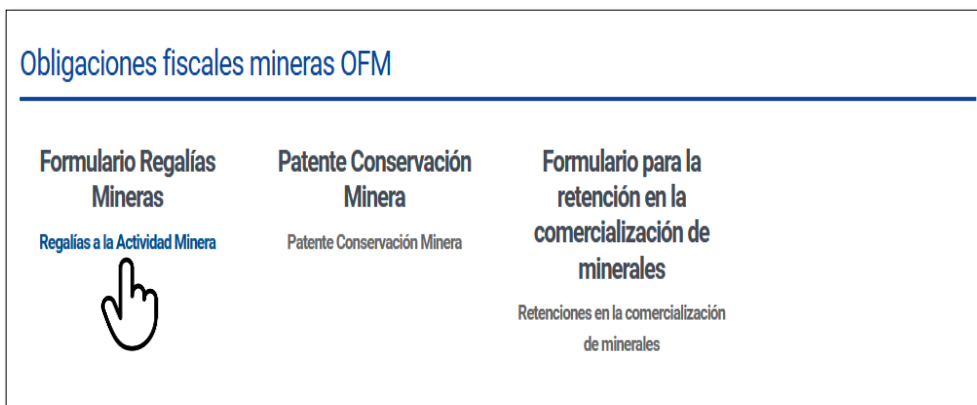 Obligaciones fiscales mineras OFM
Formulario Regalías
Mineras
Regalías a la Actividad Minera
Patente Conservación
Minera
Patente Conservación Minera
Formulario para la
retención en la
comercialización de
minerales
Retenciones en la comercialización
de minerales